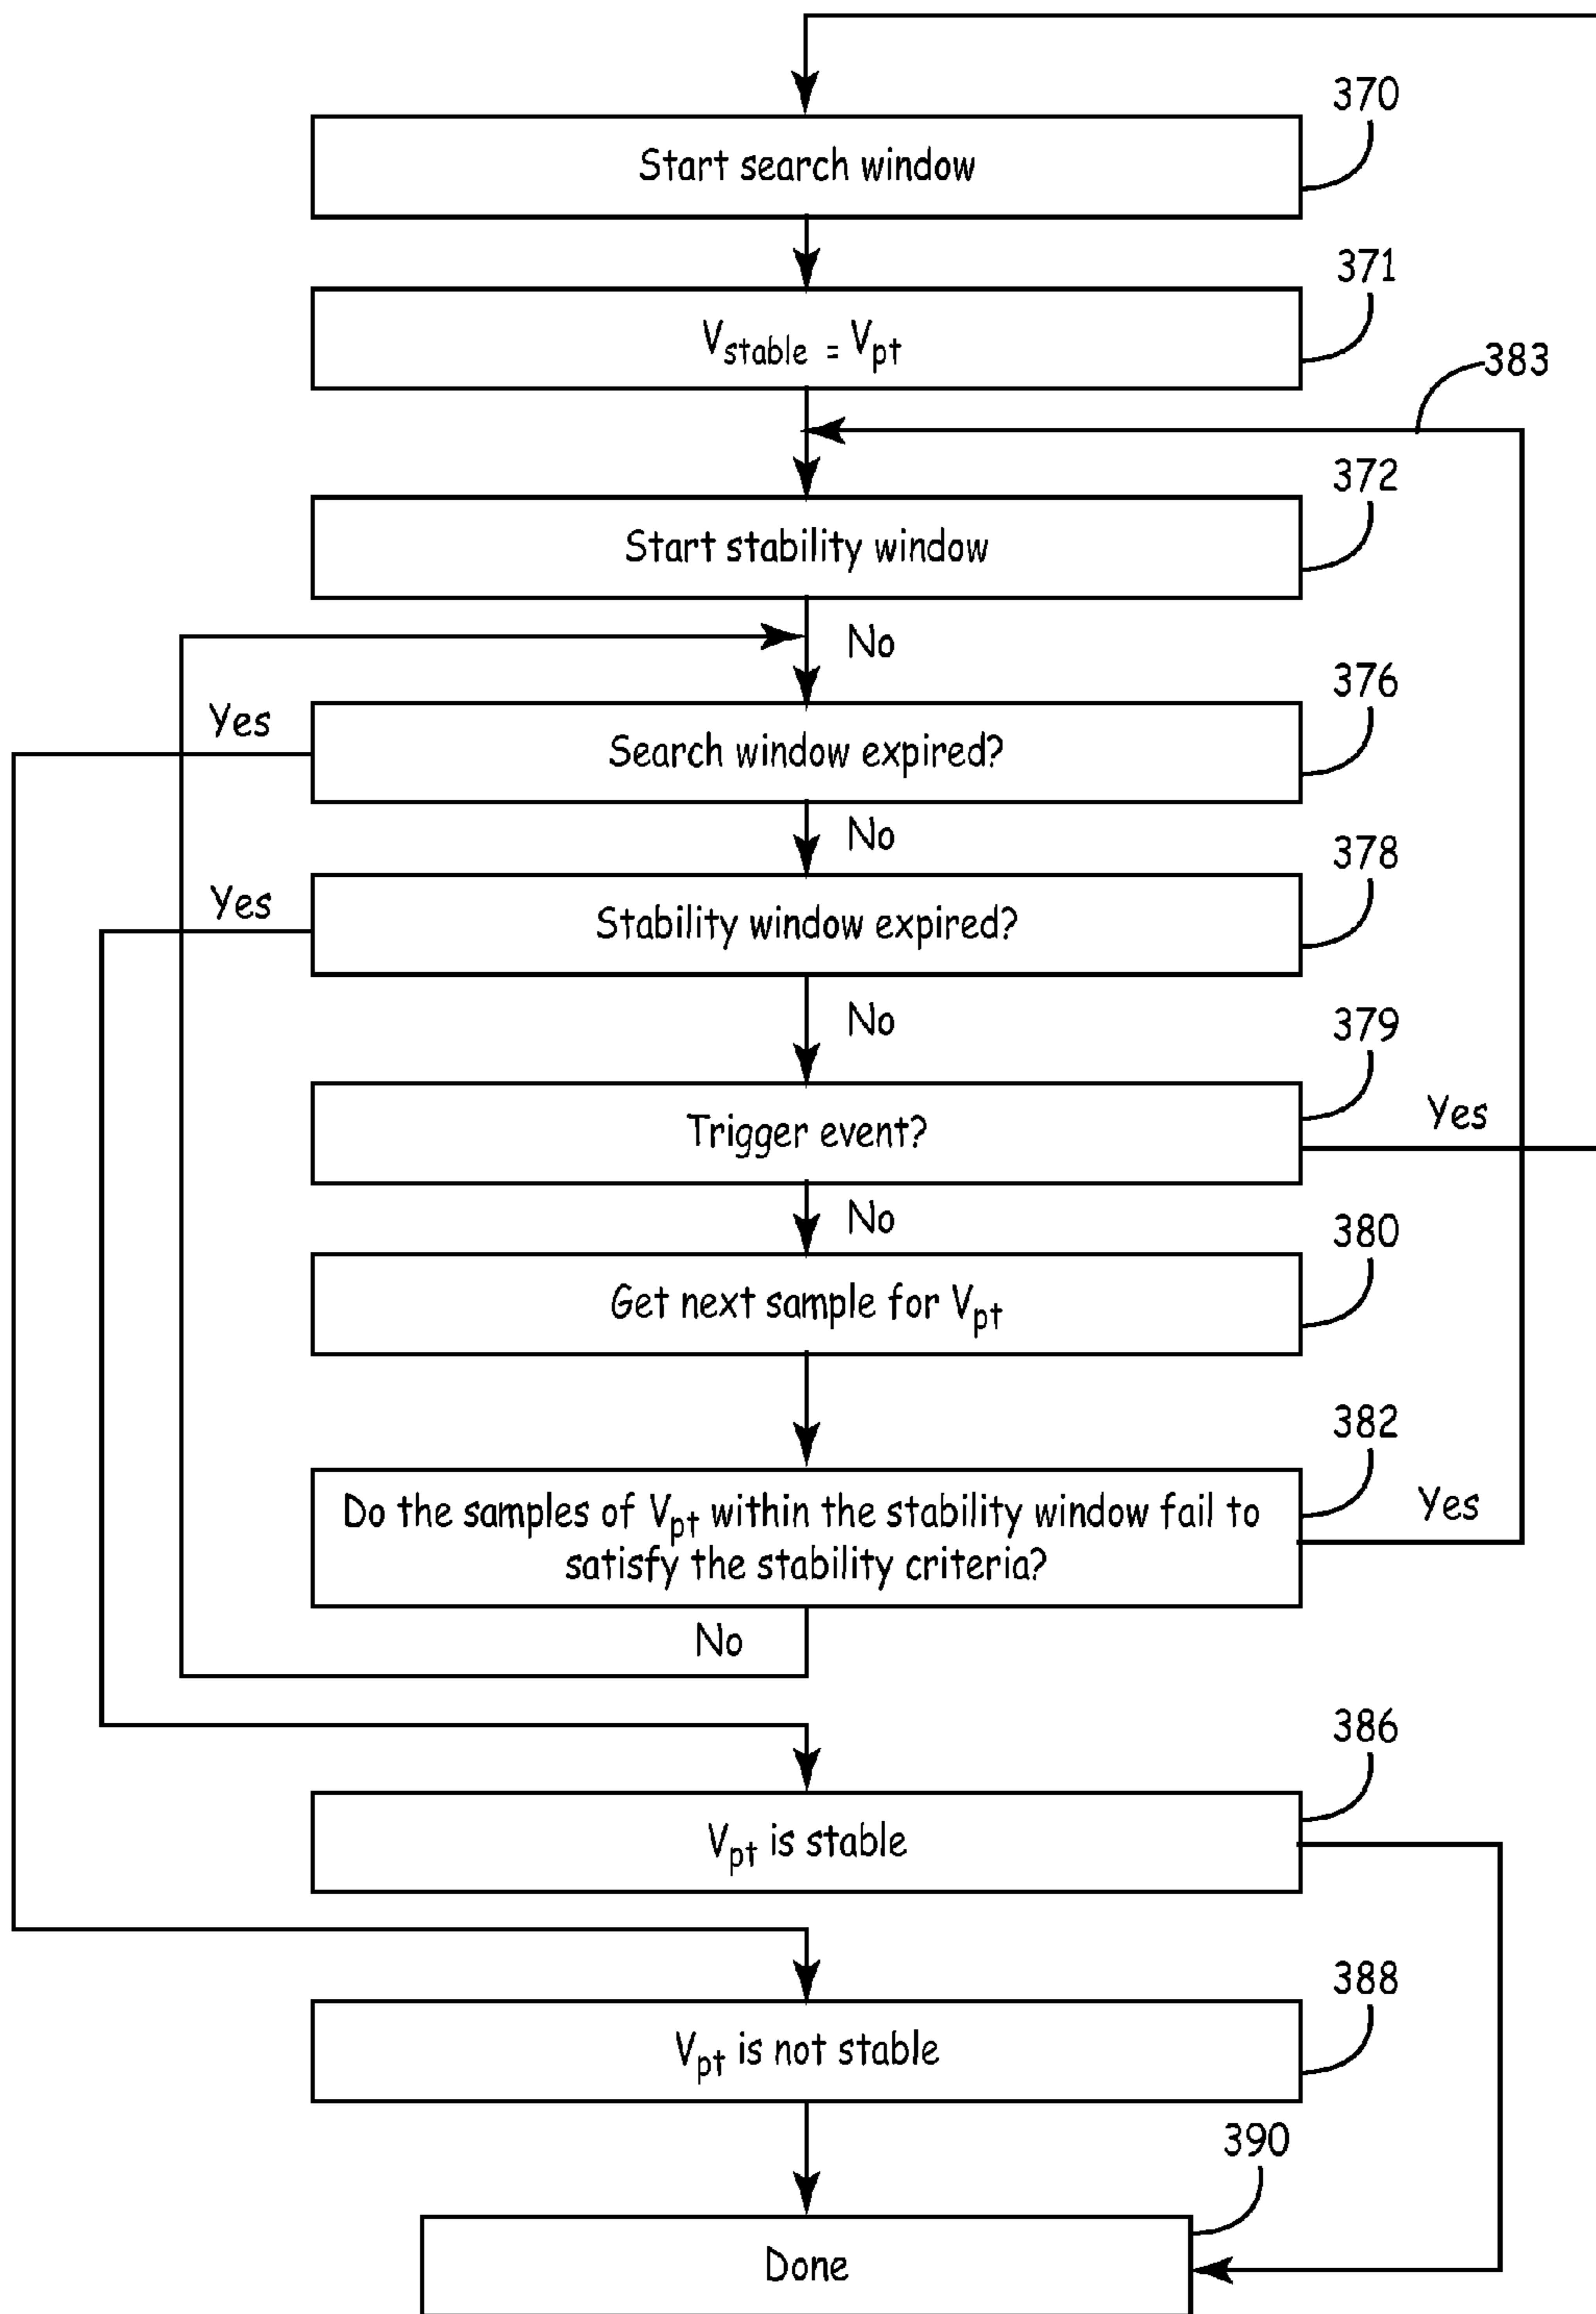 370
Start search window
371
Vstable = Vpt
383
372
Start stability window
No
376
Yes
Search window expired?
No
378
Yes
Stability window expired?
No
379
Trigger event?
Yes
No
380
Get next sample for Vpt
382
Do the samples of Vpt within the stability window fail to
satisfy the stability criteria?
Yes
No
386
Vpt is stable
388
Vpt is not stable
390
Done